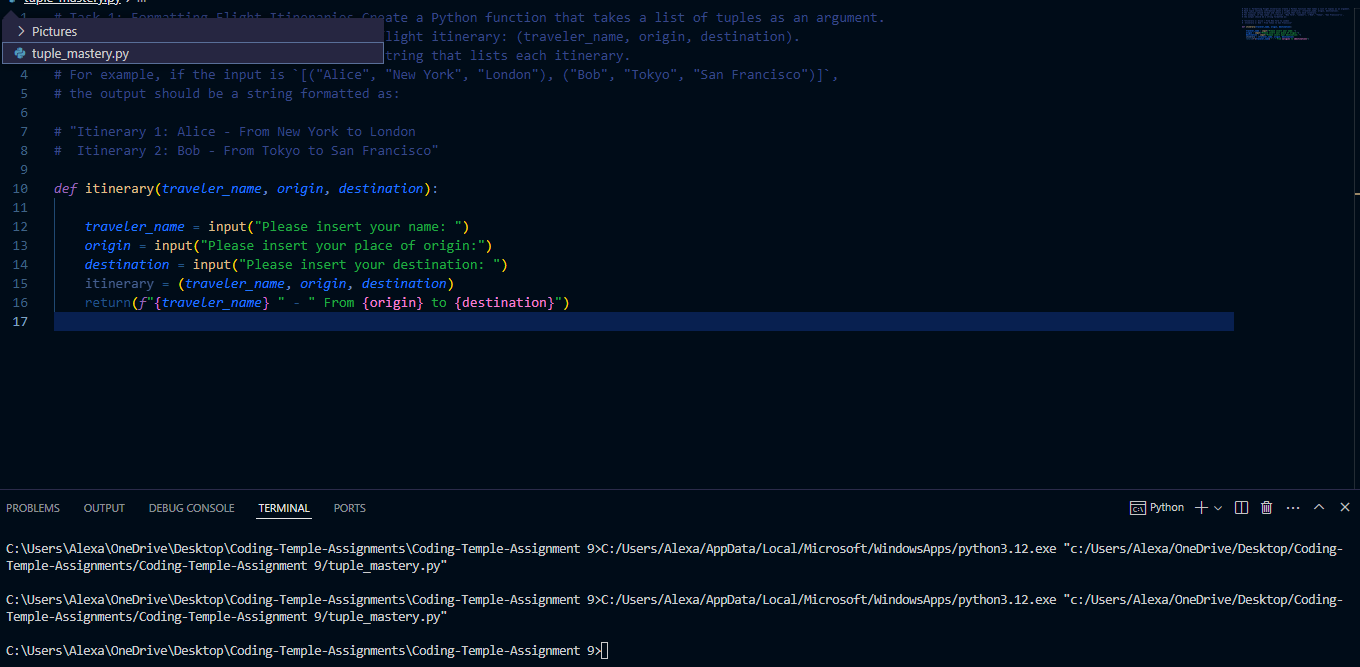 tuple_mastery.py
# Task 1: Formatting Flight Itineraries Create a Python function that takes a list of tuples as an argument.
Pictures
light itinerary: (traveler_name, origin, destination).
tuple_mastery.py
tring that lists each itinerary.
4 # For example, if the input is `[("Alice", "New York", "London"), ("Bob", "Tokyo", "San Francisco")]`,
5 # the output should be a string formatted as:
6
7 # "Itinerary 1: Alice - From New York to London
8 #  Itinerary 2: Bob - From Tokyo to San Francisco"
9
10 def itinerary(traveler_name, origin, destination):
11
12     traveler_name = input("Please insert your name: ")
13     origin = input("Please insert your place of origin:")
14     destination = input("Please insert your destination: ")
15     itinerary = (traveler_name, origin, destination)
16     return(f"{traveler_name} " - " From {origin} to {destination}")
17
PROBLEMS OUTPUT DEBUG CONSOLE TERMINAL PORTS Python
C:\Users\Alexa\OneDrive\Desktop\Coding-Temple-Assignments\Coding-Temple-Assignment 9>C:/Users/Alexa/AppData/Local/Microsoft/WindowsApps/python3.12.exe "c:/Users/Alexa/OneDrive/Desktop/Coding-
Temple-Assignments/Coding-Temple-Assignment 9/tuple_mastery.py"
C:\Users\Alexa\OneDrive\Desktop\Coding-Temple-Assignments\Coding-Temple-Assignment 9>C:/Users/Alexa/AppData/Local/Microsoft/WindowsApps/python3.12.exe "c:/Users/Alexa/OneDrive/Desktop/Coding-
Temple-Assignments/Coding-Temple-Assignment 9/tuple_mastery.py"
C:\Users\Alexa\OneDrive\Desktop\Coding-Temple-Assignments\Coding-Temple-Assignment 9>